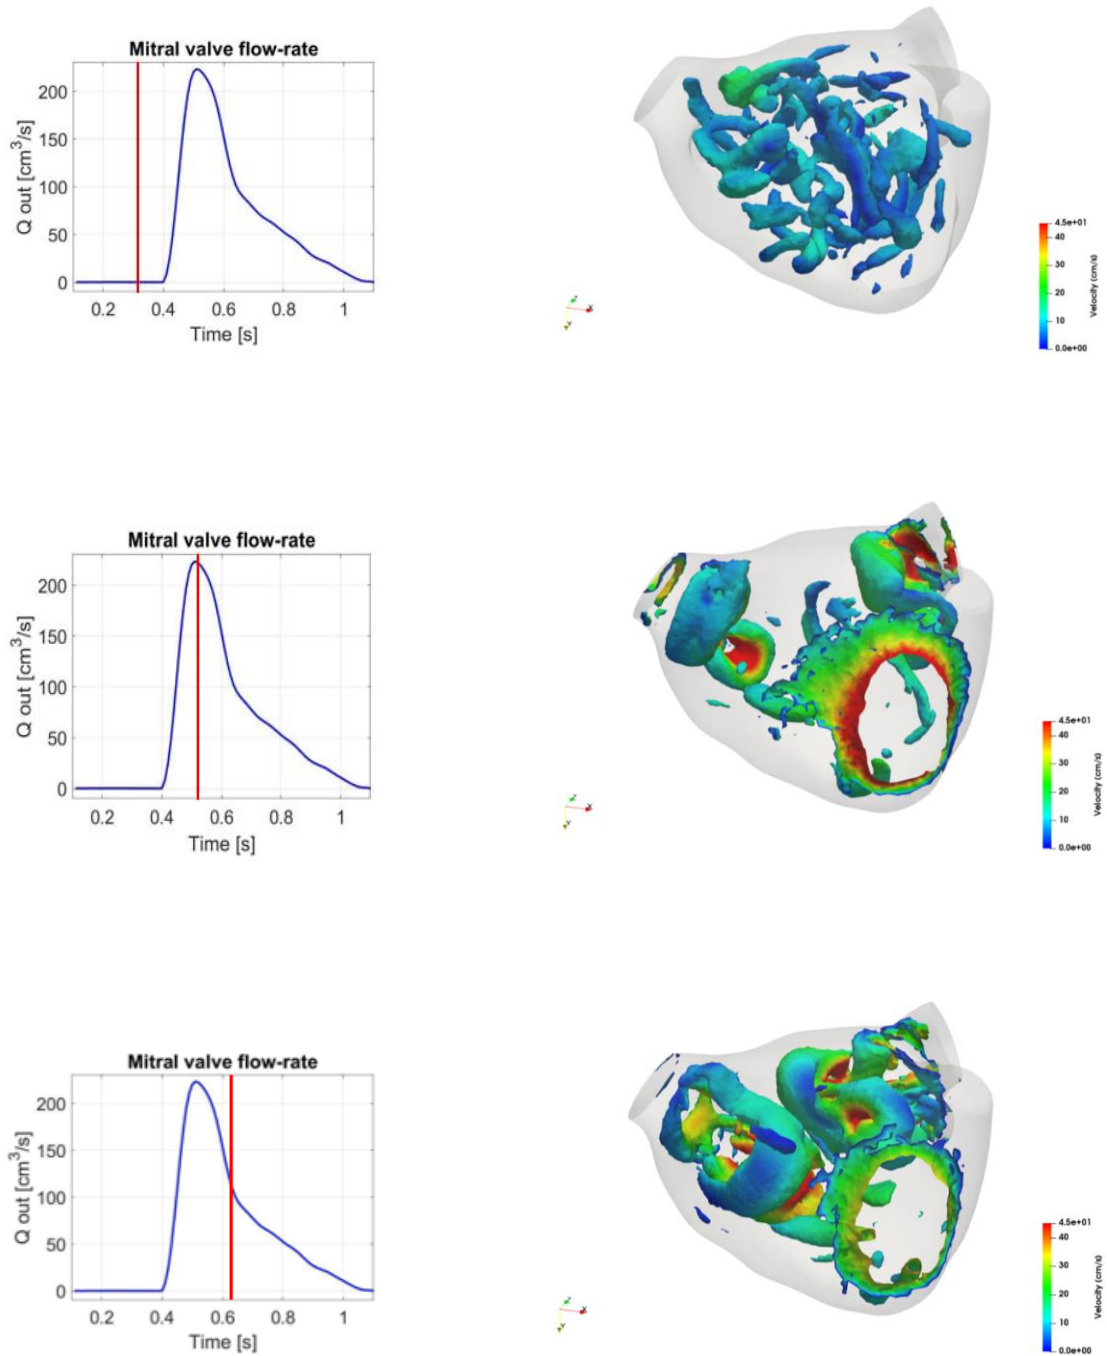 Mitral valve flow-rate
Q out [cm³/s]
200
150
100
50
0
0.2 0.4 0.6 0.8 1
Time [s]
4.5e+01
40
30
20
10
0.0e+00
Velocity (cm/s)
Z
X
Y
Mitral valve flow-rate
Q out [cm³/s]
200
150
100
50
0
0.2 0.4 0.6 0.8 1
Time [s]
4.5e+01
40
30
20
10
0.0e+00
Velocity (cm/s)
Z
X
Y
Mitral valve flow-rate
Q out [cm³/s]
200
150
100
50
0
0.2 0.4 0.6 0.8 1
Time [s]
4.5e+01
40
30
20
10
0.0e+00
Velocity (cm/s)
Z
X
Y